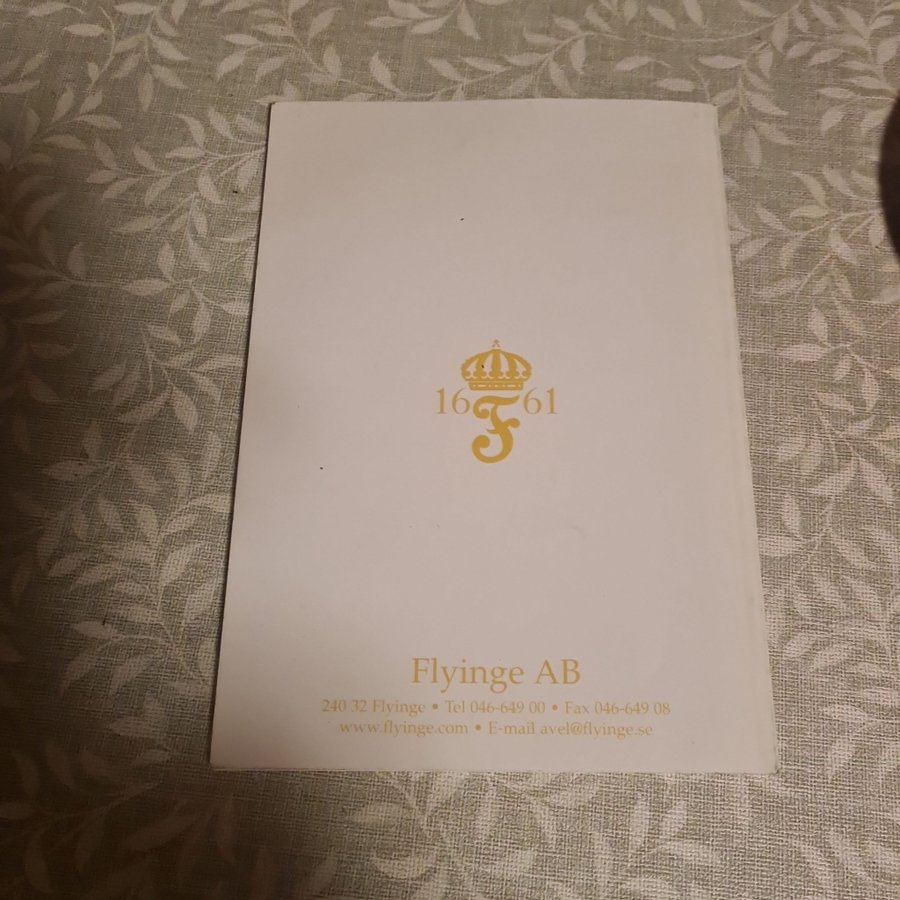 16 F 61
Flyinge AB
240 32 Flyinge • Tel 046-649 00 • Fax 046-649 08
www.flyinge.com • E-mail avel@flyinge.se